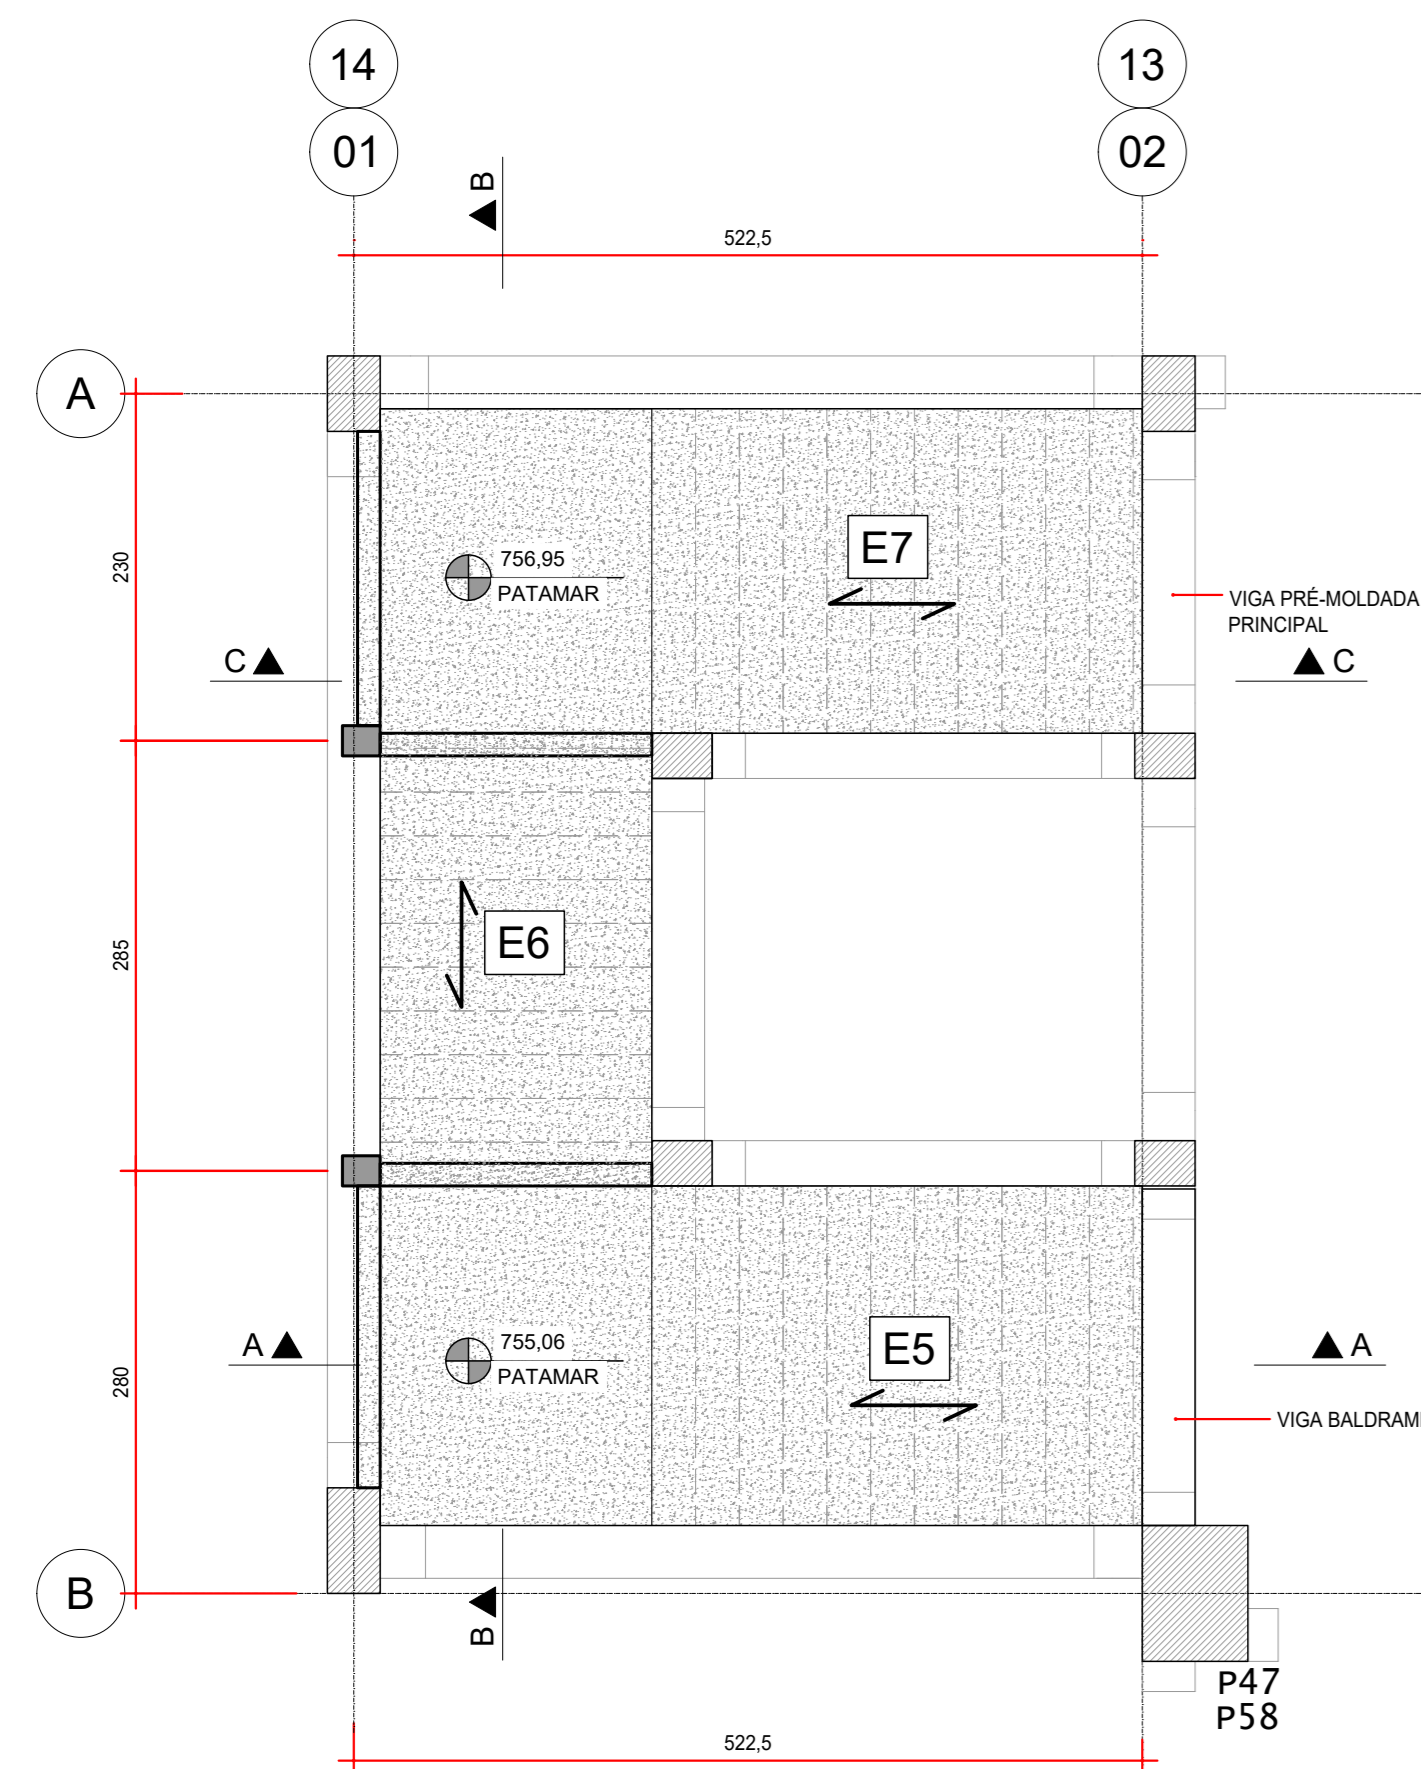 14
13
01
02
B
522,5
A
230
756,95
PATAMAR
E7
VIGA PRÉ-MOLDADA
PRINCIPAL
C
C
285
E6
280
A
755,06
PATAMAR
E5
A
VIGA BALDRAM
B
B
P47
P58
522,5